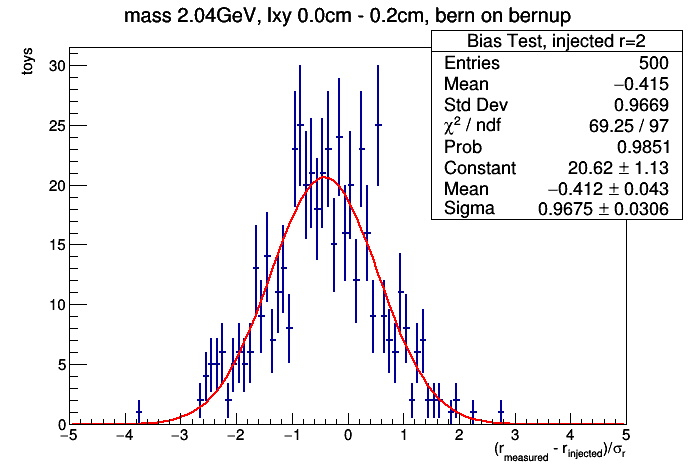 mass 2.04GeV, lxy 0.0cm - 0.2cm, bern on bernup
Bias Test, injected r=2
Entries 500
Mean −0.415
Std Dev 0.9669
χ² / ndf 69.25 / 97
Prob 0.9851
Constant 20.62 ± 1.13
Mean −0.412 ± 0.043
Sigma 0.9675 ± 0.0306
toys
30
25
20
15
10
5
0
−5 −4 −3 −2 −1 0 1 2 3 4 5
(r_measured - r_injected)/σ_r